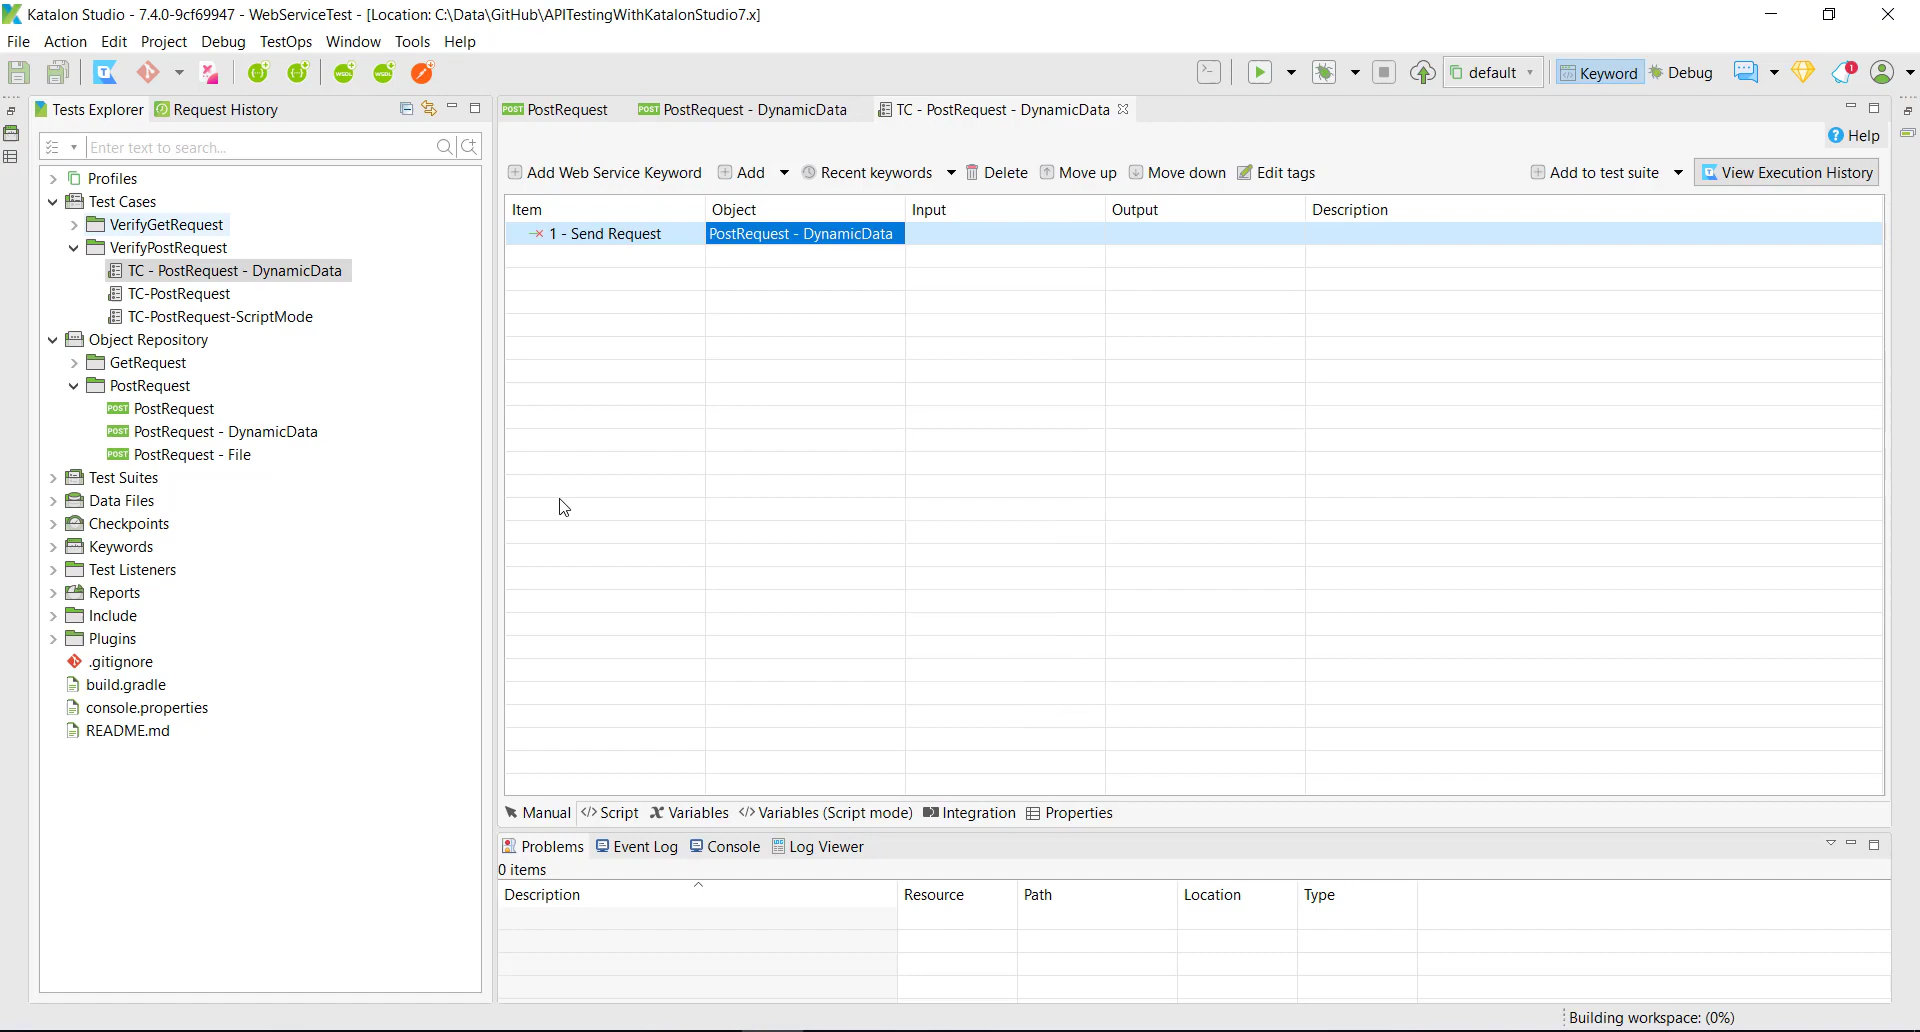 Katalon Studio - 7.4.0-9cf69947 - WebServiceTest - [Location: C:\Data\GitHub\APITestingWithKatalonStudio7.x]
File Action Edit Project Debug TestOps Window Tools Help
default Keyword Debug 1
Tests Explorer Request History
Enter text to search...
Profiles
Test Cases
VerifyGetRequest
VerifyPostRequest
TC - PostRequest - DynamicData
TC-PostRequest
TC-PostRequest-ScriptMode
Object Repository
GetRequest
PostRequest
POST PostRequest
POST PostRequest - DynamicData
POST PostRequest - File
Test Suites
Data Files
Checkpoints
Keywords
Test Listeners
Reports
Include
Plugins
.gitignore
build.gradle
console.properties
README.md
POST PostRequest POST PostRequest - DynamicData TC - PostRequest - DynamicData
Help
Add Web Service Keyword Add Recent keywords Delete Move up Move down Edit tags Add to test suite View Execution History
Item Object Input Output Description
1 - Send Request PostRequest - DynamicData
Manual Script Variables Variables (Script mode) Integration Properties
Problems Event Log Console Log Viewer
0 items
Description Resource Path Location Type
Building workspace: (0%)